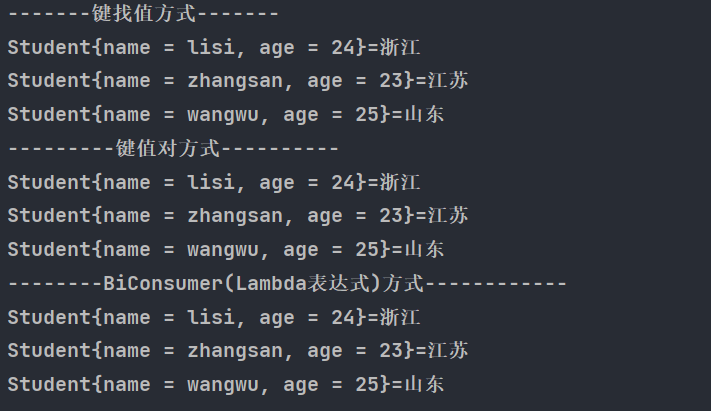 -------键找值方式-------
Student{name = lisi, age = 24}=浙江
Student{name = zhangsan, age = 23}=江苏
Student{name = wangwu, age = 25}=山东
---------键值对方式----------
Student{name = lisi, age = 24}=浙江
Student{name = zhangsan, age = 23}=江苏
Student{name = wangwu, age = 25}=山东
--------BiConsumer(Lambda表达式)方式------------
Student{name = lisi, age = 24}=浙江
Student{name = zhangsan, age = 23}=江苏
Student{name = wangwu, age = 25}=山东